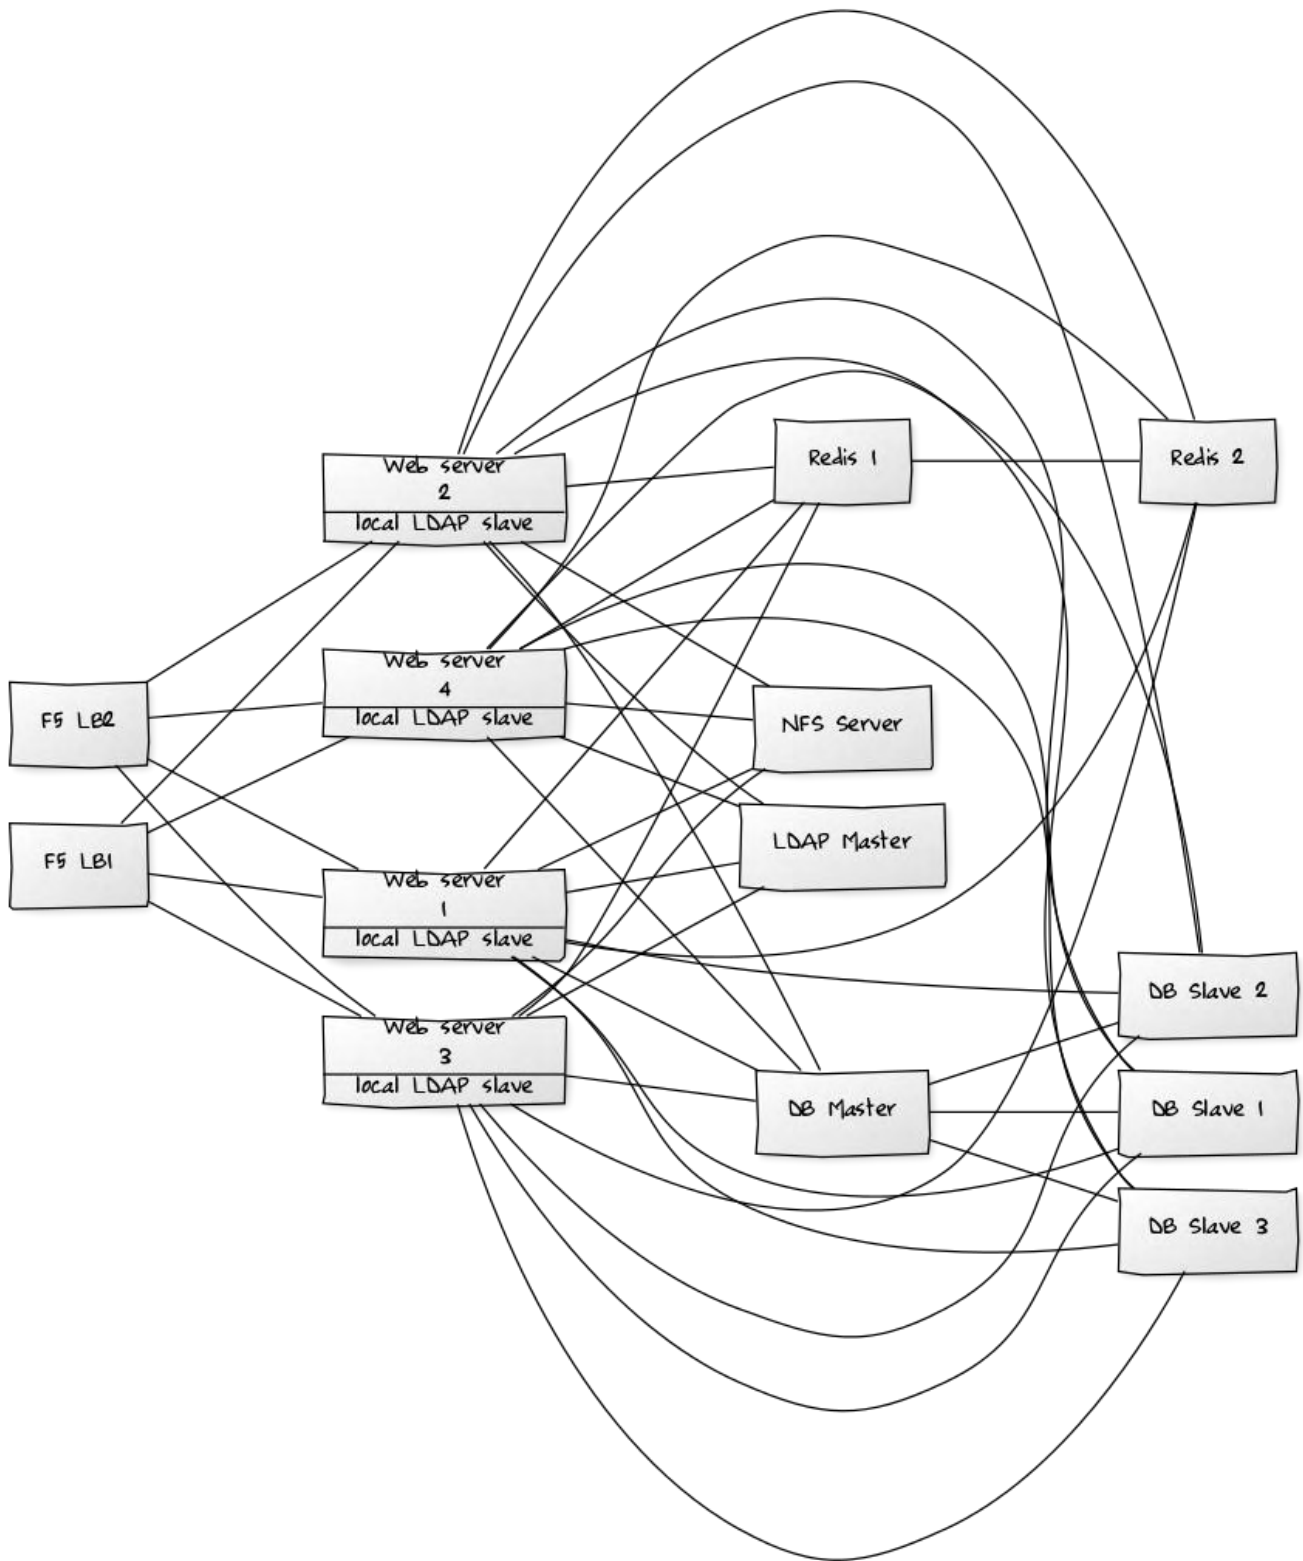 Redis 1
Redis 2
Web server
2
local LDAP slave
Web server
4
local LDAP slave
F5 LB2
NFS Server
F5 LB1
LDAP Master
Web server
1
local LDAP slave
DB Slave 2
Web server
3
local LDAP slave
DB Master
DB Slave 1
DB Slave 3